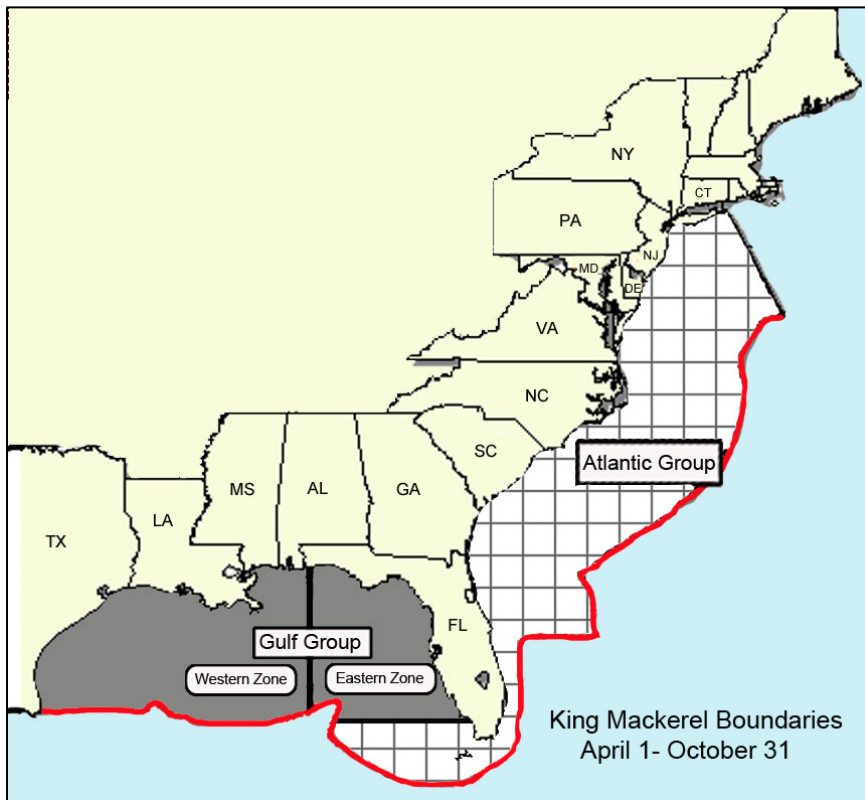 NY
CT
PA
NJ
MD
DE
VA
NC
SC
Atlantic Group
MS
AL
GA
LA
TX
FL
Gulf Group
Western Zone
Eastern Zone
King Mackerel Boundaries
April 1- October 31